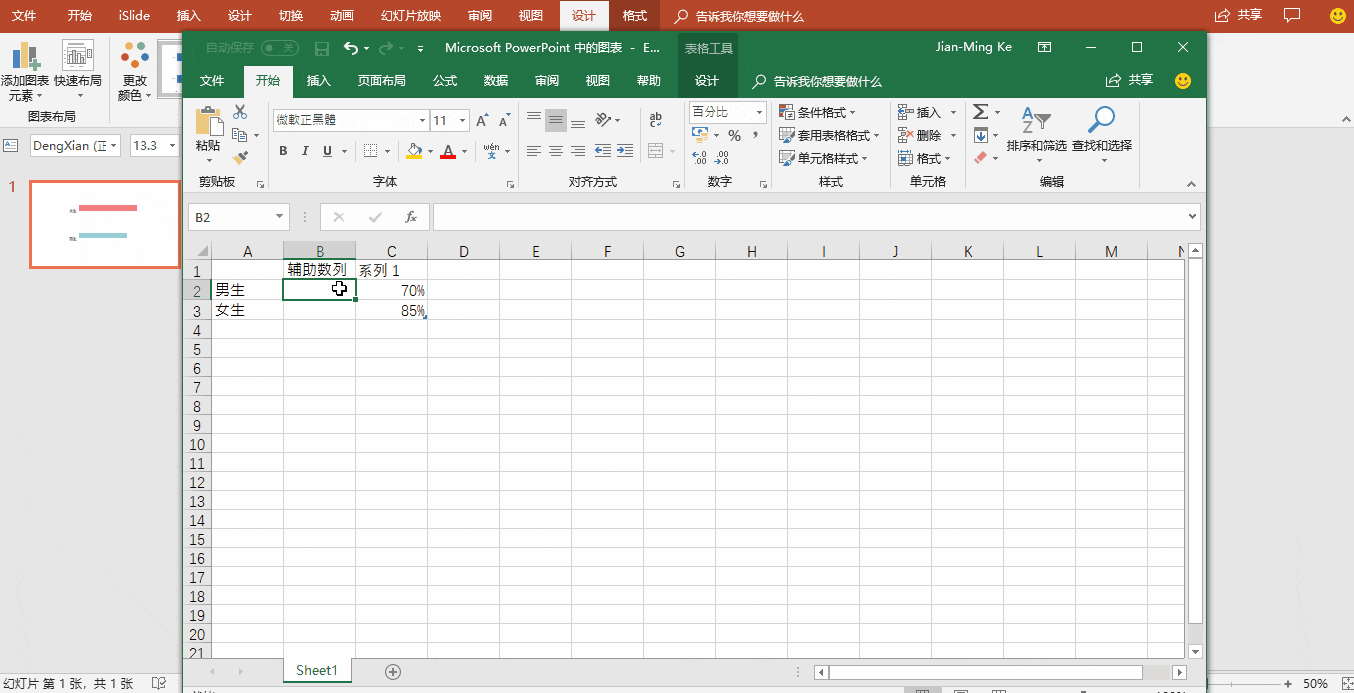 文件 开始 iSlide 插入 设计 切换 动画 幻灯片放映 审阅 视图 设计 格式 告诉我你想要做什么 共享
自动保存 关 Microsoft PowerPoint 中的图表 - E... 表格工具 Jian-Ming Ke
文件 开始 插入 页面布局 公式 数据 审阅 视图 帮助 设计 告诉我你想要做什么 共享
添加图表 快速布局 更改
元素 颜色
图表布局
粘贴 微軟正黑體 11 百分比 条件格式 插入
B I U wén 文 % , 套用表格格式 删除 排序和筛选 查找和选择
单元格样式 格式
剪贴板 字体 对齐方式 数字 样式 单元格 编辑
DengXian (正 13.3
1
B2 fx
A B C D E F G H I J K L M N
1 辅助数列 系列 1
2 男生 70%
3 女生 85%
4
5
6
7
8
9
10
11
12
13
14
15
16
17
18
19
20
21
Sheet1
幻灯片 第 1 张，共 1 张 50%